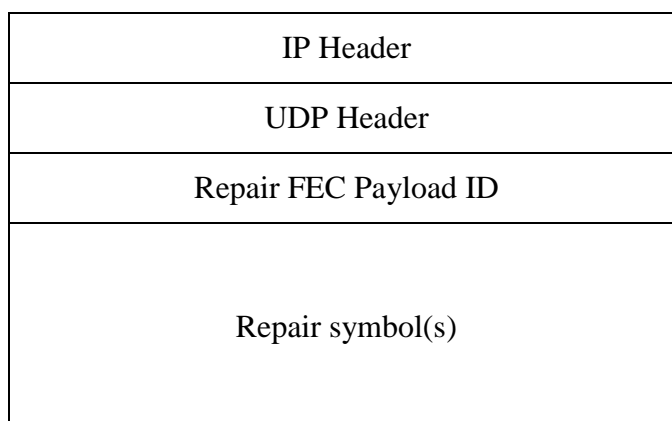 IP Header
UDP Header
Repair FEC Payload ID
Repair symbol(s)